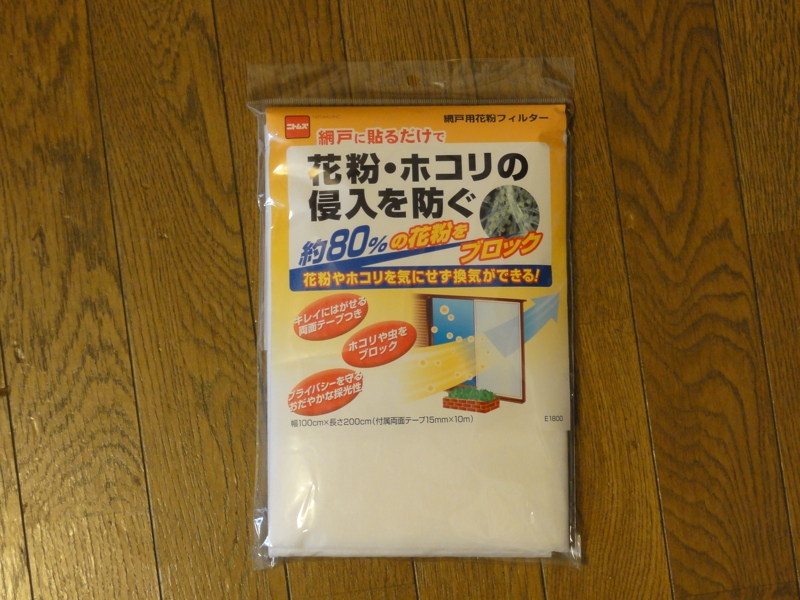 ニトムズ
網戸用花粉フィルター
網戸に貼るだけで
花粉・ホコリの
侵入を防ぐ
約80%の花粉を
ブロック
花粉やホコリを気にせず換気ができる!
キレイにはがせる
両面テープつき
ホコリや虫を
ブロック
プライバシーを守る
おだやかな採光性
幅100cm×長さ200cm(付属両面テープ15mm×10m)
E1800